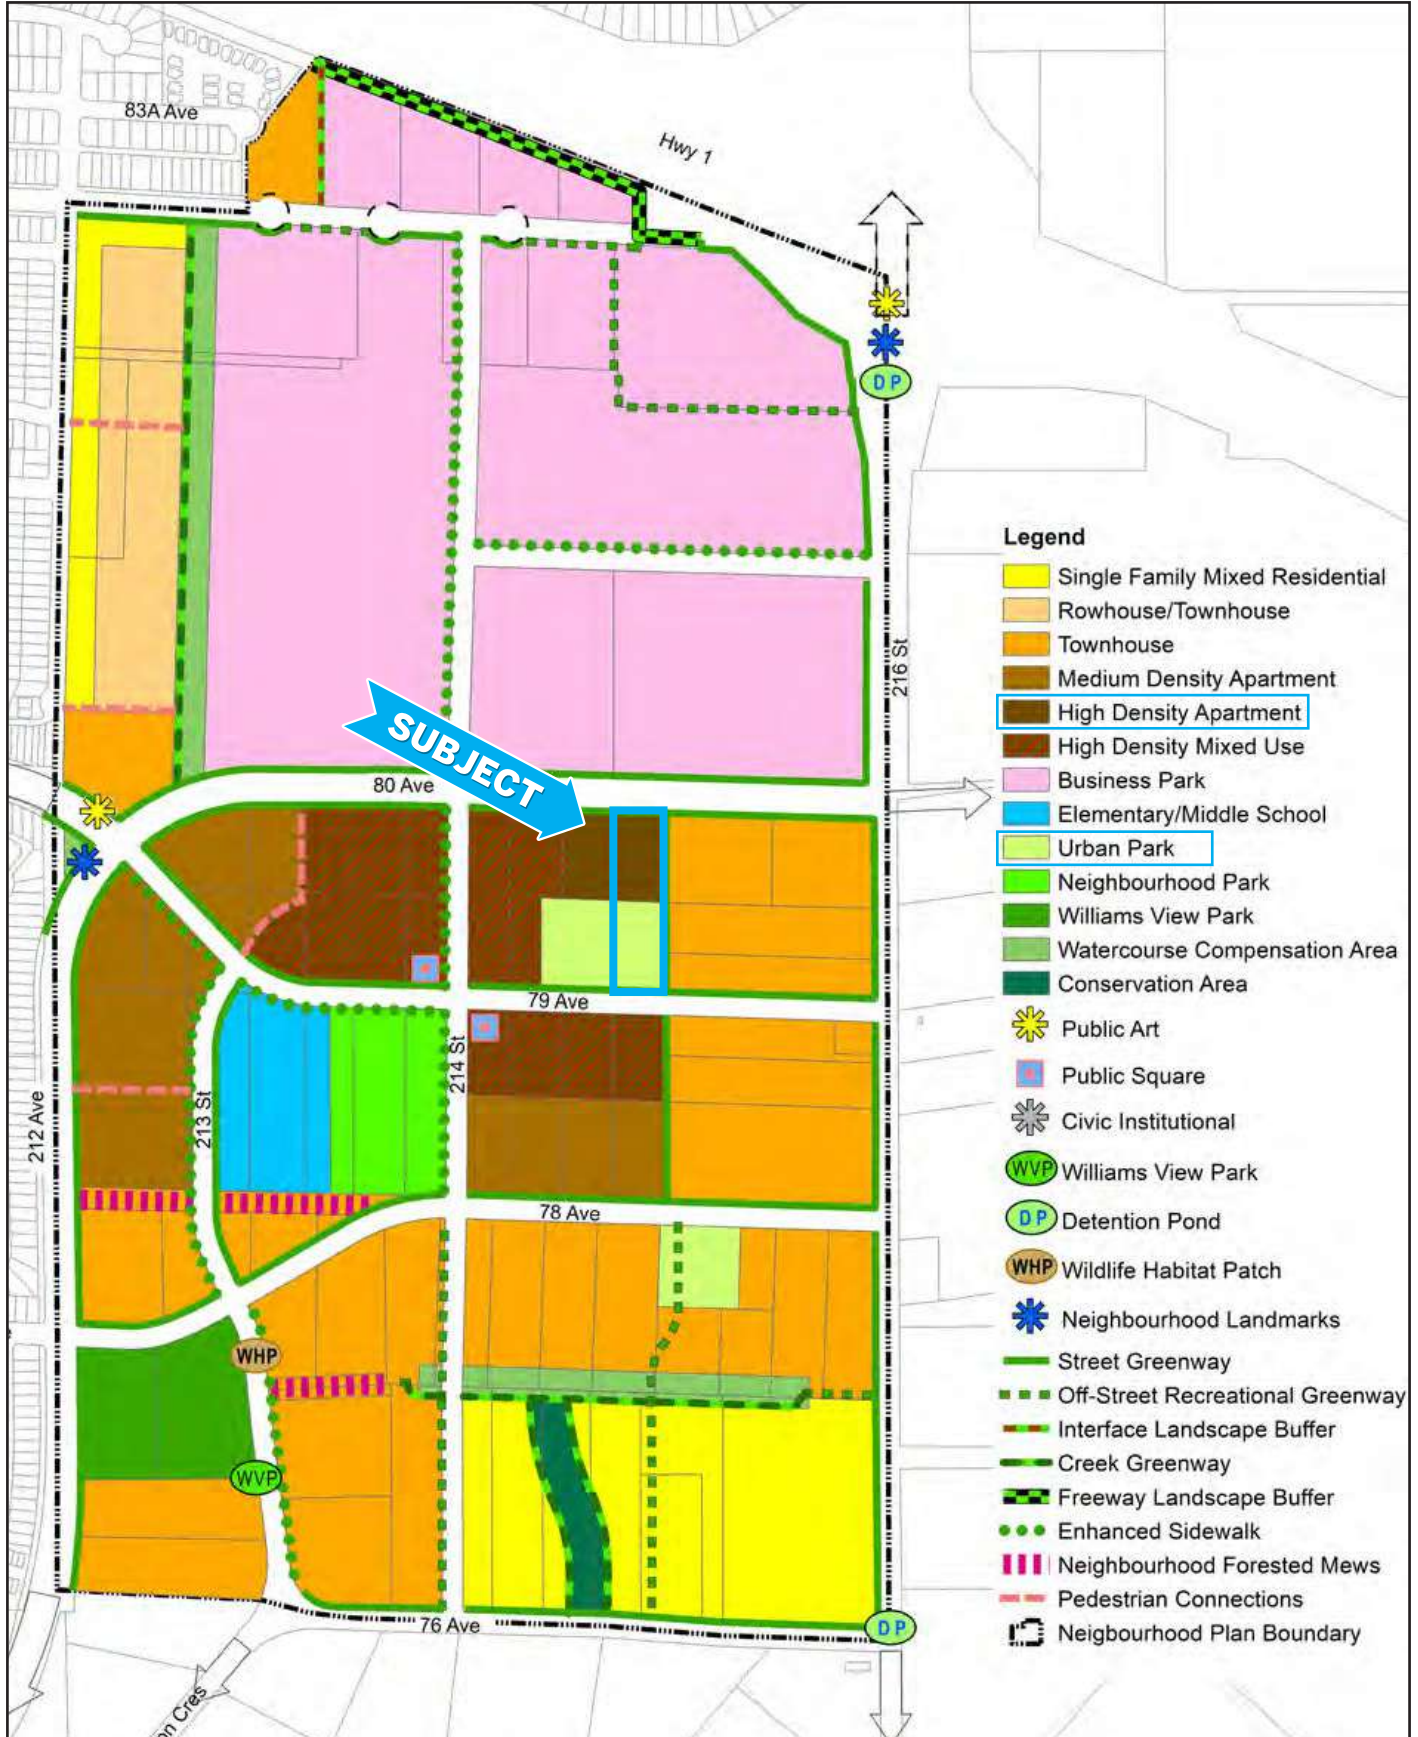 83A Ave
Hwy 1
DP
216 St
SUBJECT
80 Ave
79 Ave
214 St
213 St
212 Ave
78 Ave
WHP
WVP
76 Ave
DP
on Cres
Legend
Single Family Mixed Residential
Rowhouse/Townhouse
Townhouse
Medium Density Apartment
High Density Apartment
High Density Mixed Use
Business Park
Elementary/Middle School
Urban Park
Neighbourhood Park
Williams View Park
Watercourse Compensation Area
Conservation Area
Public Art
Public Square
Civic Institutional
WVP Williams View Park
DP Detention Pond
WHP Wildlife Habitat Patch
Neighbourhood Landmarks
Street Greenway
Off-Street Recreational Greenway
Interface Landscape Buffer
Creek Greenway
Freeway Landscape Buffer
Enhanced Sidewalk
Neighbourhood Forested Mews
Pedestrian Connections
Neigbourhood Plan Boundary